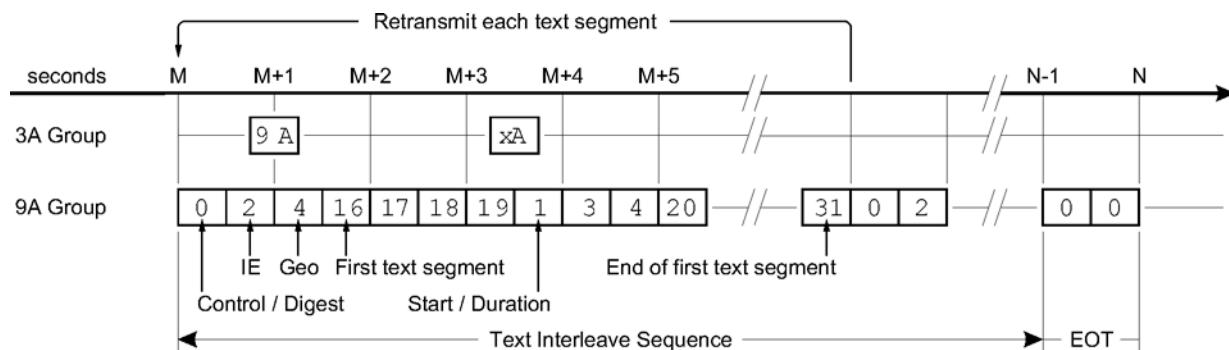 Retransmit each text segment
seconds M M+1 M+2 M+3 M+4 M+5 N-1 N
3A Group 9 A xA
9A Group 0 2 4 16 17 18 19 1 3 4 20 31 0 2 0 0
IE Geo First text segment End of first text segment
Control / Digest Start / Duration
Text Interleave Sequence EOT